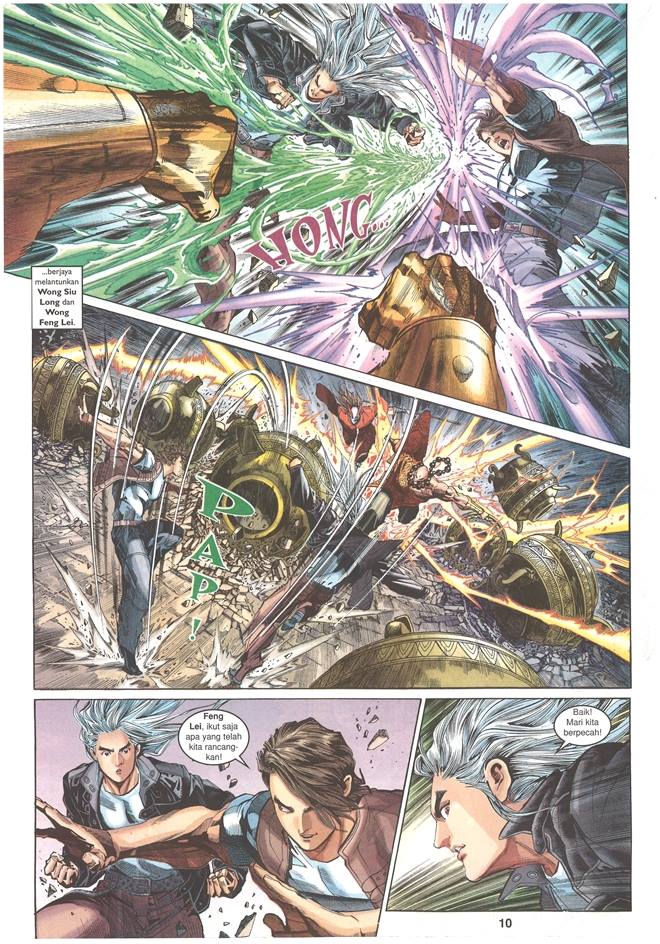 WONG...
...berjaya
melantunkan
Wong Siu
Long dan
Wong
Feng Lei.
PAP!
Feng
Lei, ikut saja
apa yang telah
kita rancang-
kan!
Baik!
Mari kita
berpecah!
10